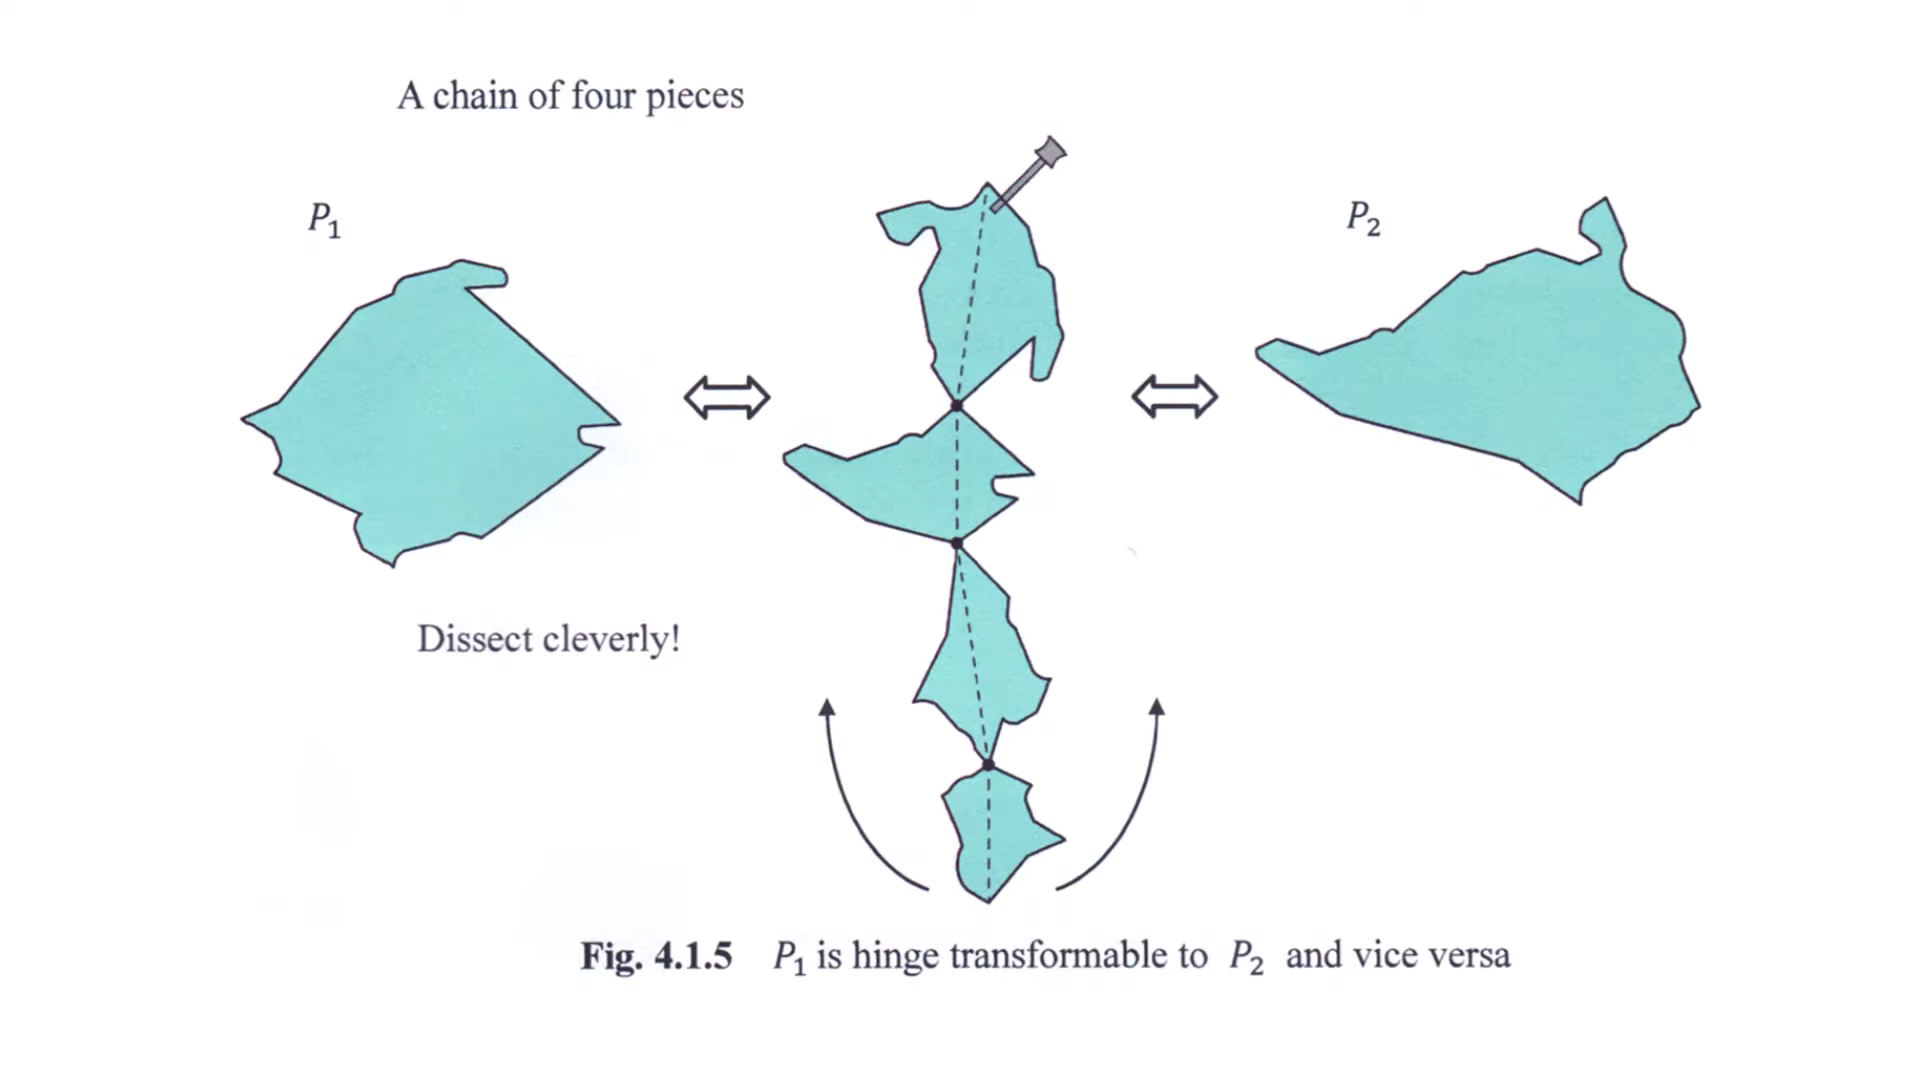 A chain of four pieces
P₁
P₂
Dissect cleverly!
Fig. 4.1.5 P₁ is hinge transformable to P₂ and vice versa